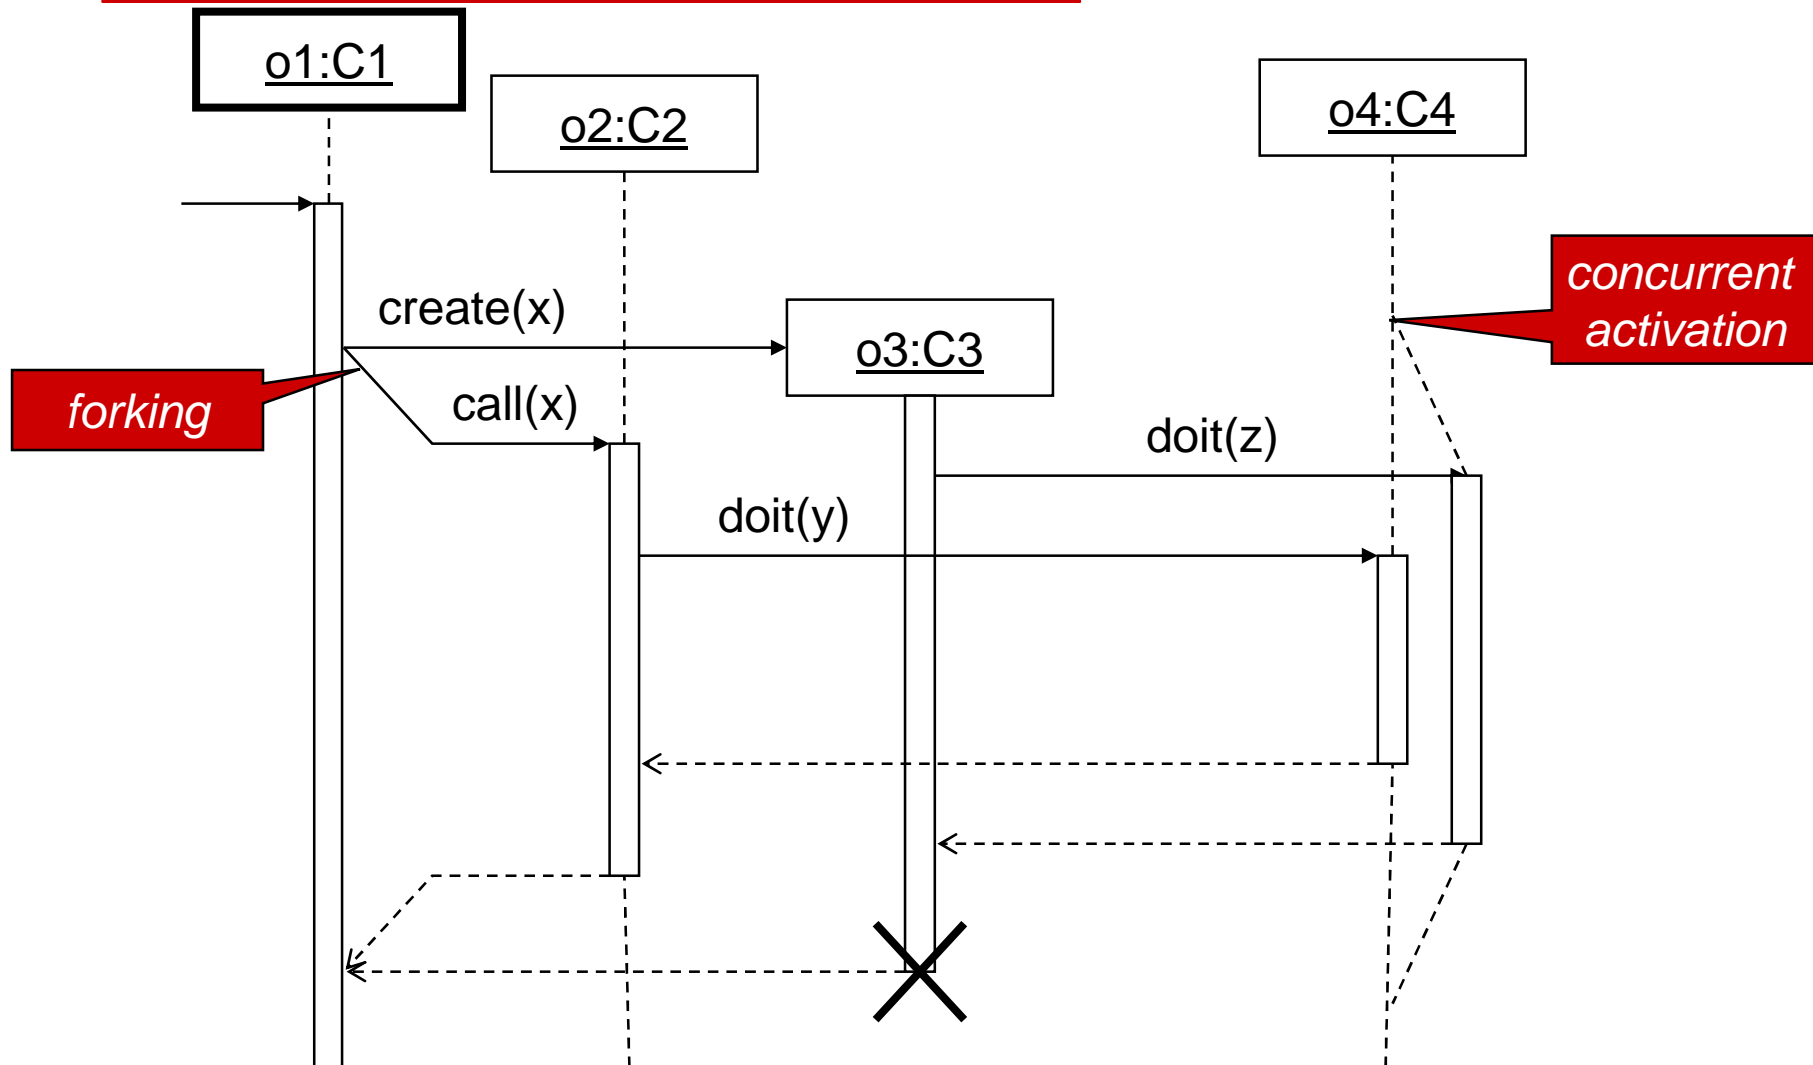 o1:C1
o2:C2
o4:C4
concurrent
activation
create(x)
o3:C3
forking
call(x)
doit(z)
doit(y)